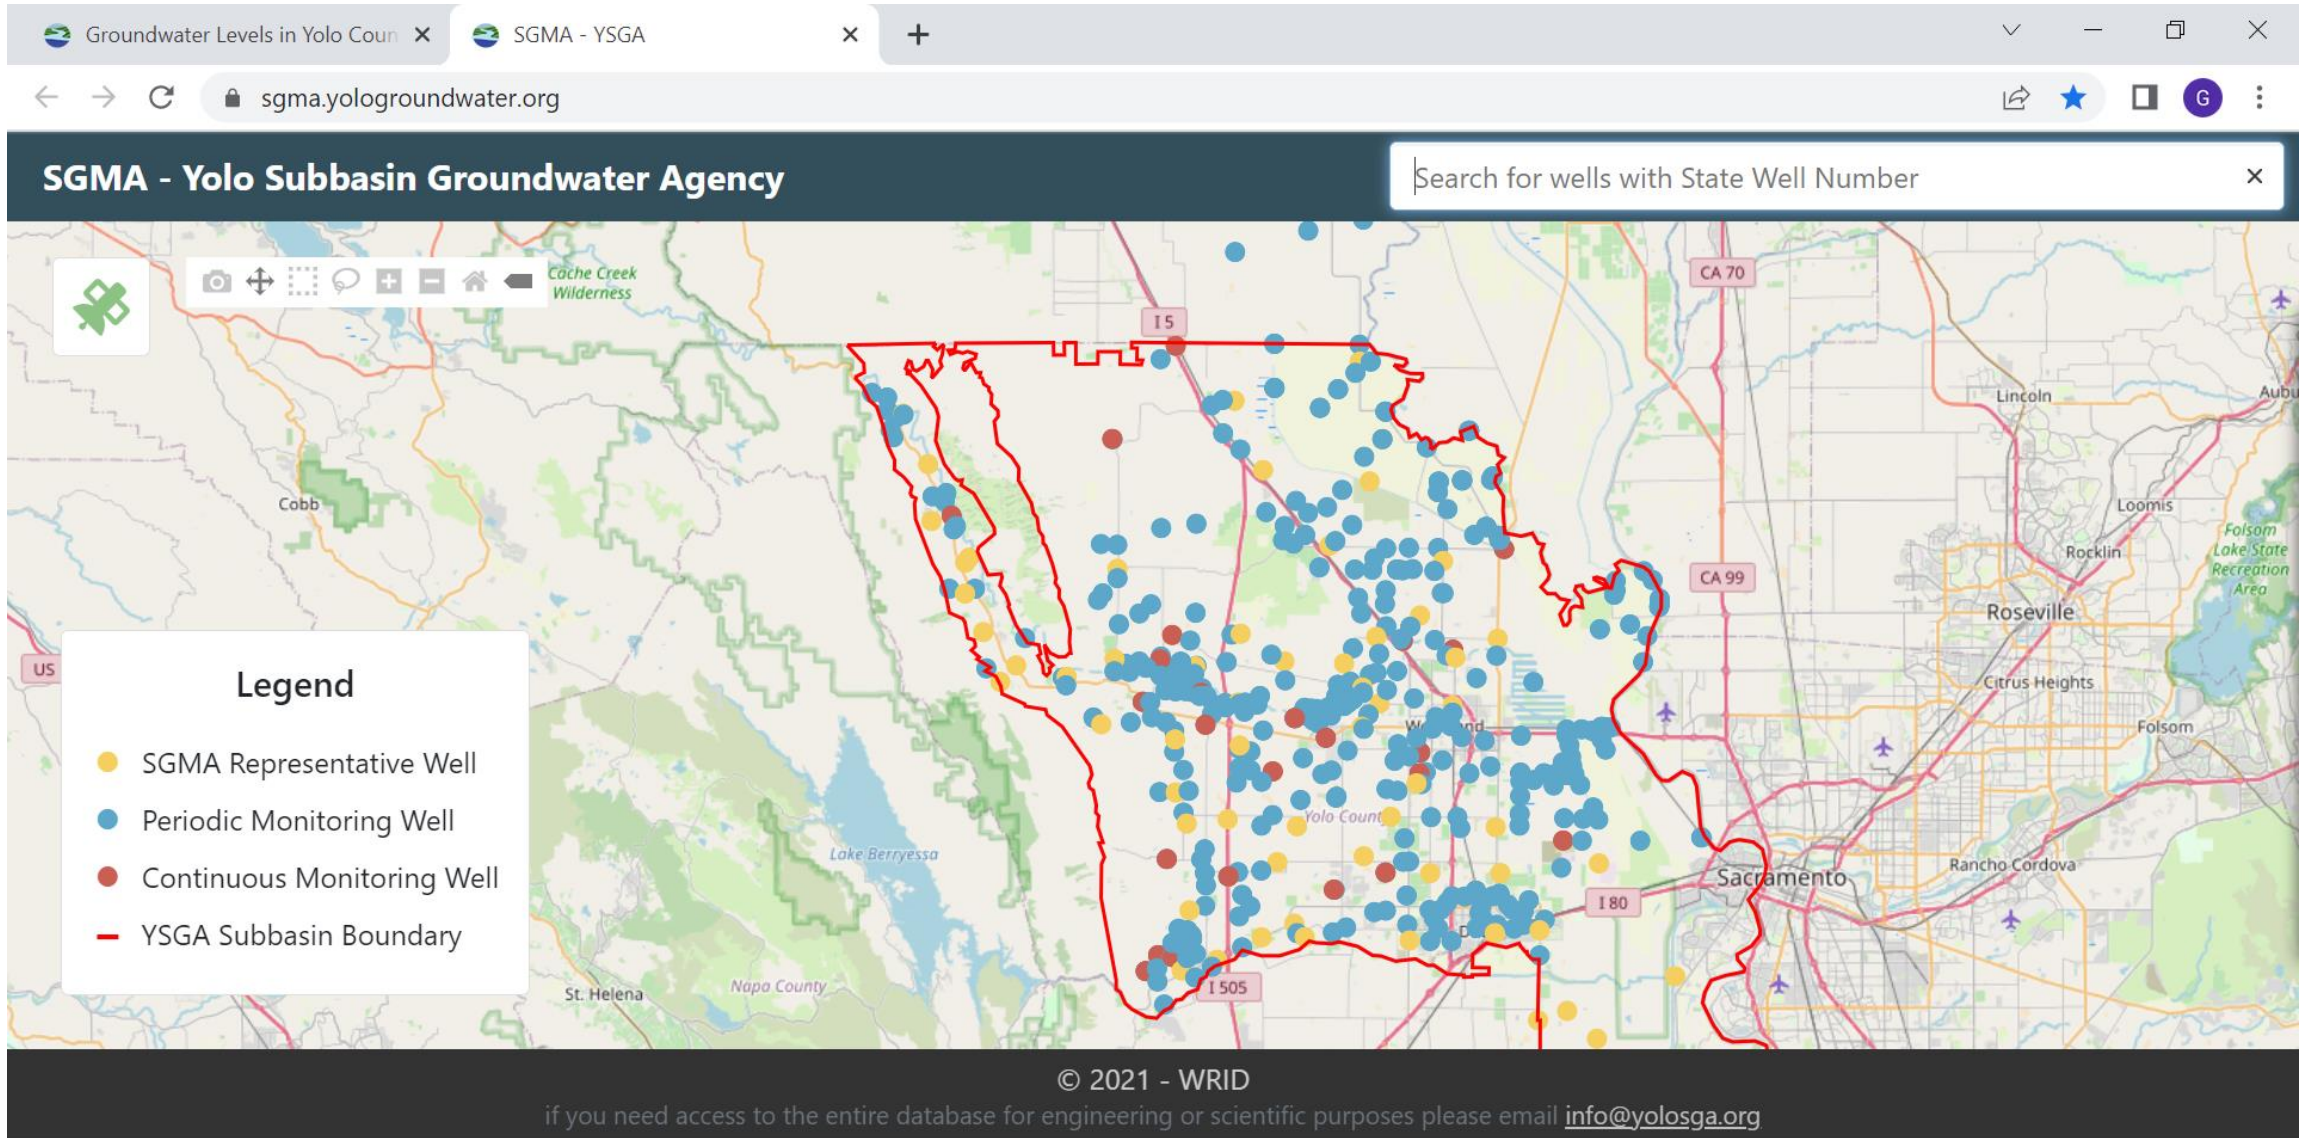 Groundwater Levels in Yolo Coun
SGMA - YSGA
sgma.yologroundwater.org
G
SGMA - Yolo Subbasin Groundwater Agency
Search for wells with State Well Number
Cache Creek
Wilderness
CA 70
I 5
Lincoln
Aubu
Cobb
Loomis
Folsom
Lake State
Recreation
Area
Rocklin
CA 99
Roseville
US
Citrus Heights
Folsom
Legend
SGMA Representative Well
Periodic Monitoring Well
Continuous Monitoring Well
YSGA Subbasin Boundary
Yolo County
Lake Berryessa
Rancho Cordova
Sacramento
I 80
Napa County
St. Helena
I 505
© 2021 - WRID
if you need access to the entire database for engineering or scientific purposes please email info@yolosga.org